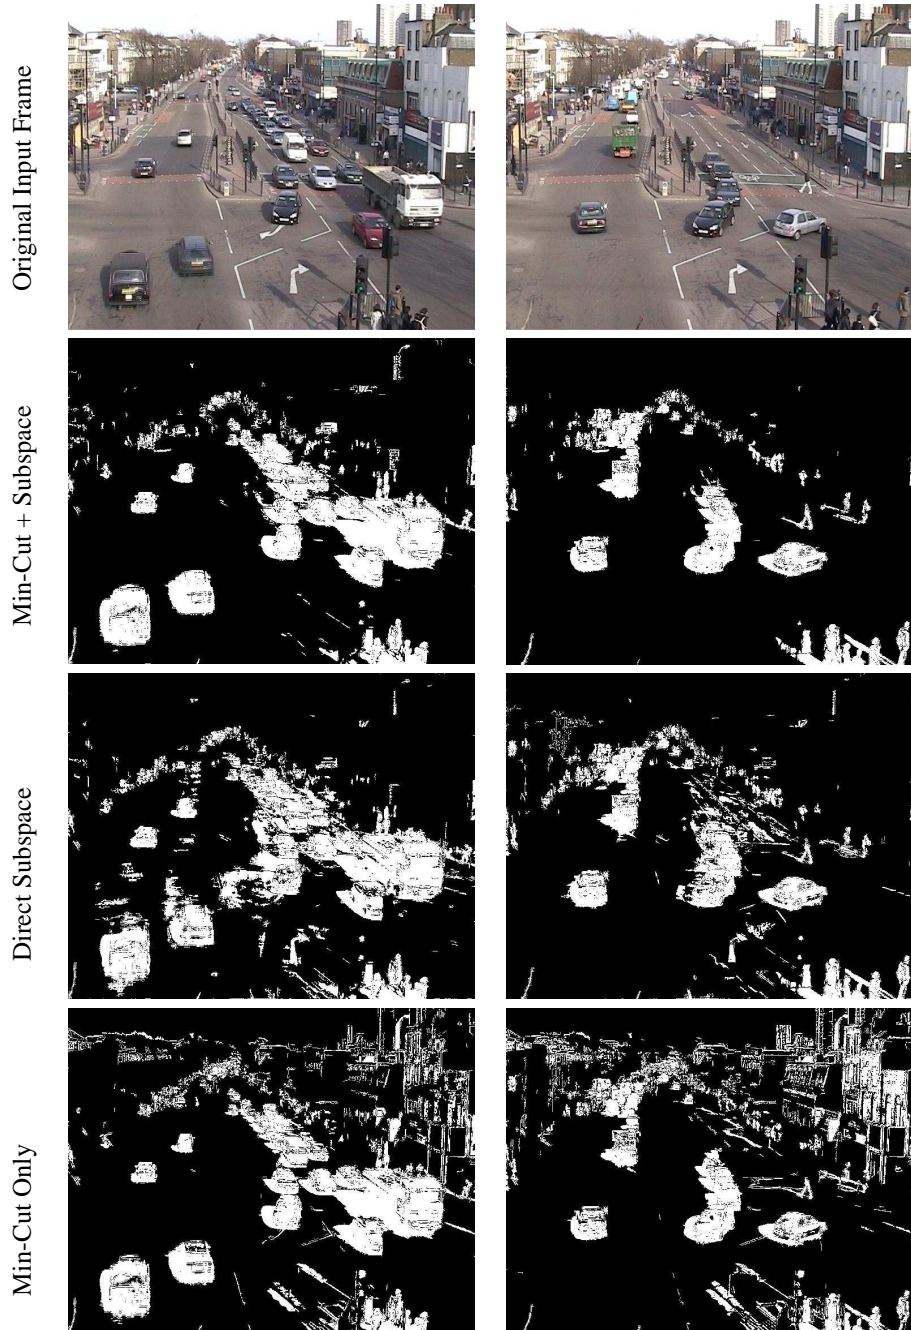 Original Input Frame
Min-Cut + Subspace
Direct Subspace
Min-Cut Only